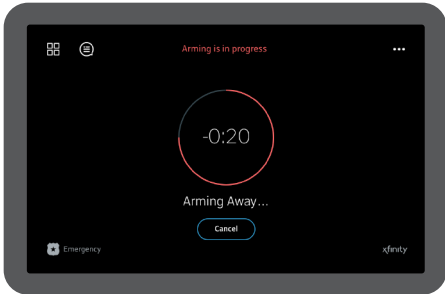 Arming is in progress
-0:20
Arming Away...
Cancel
Emergency
xfinity